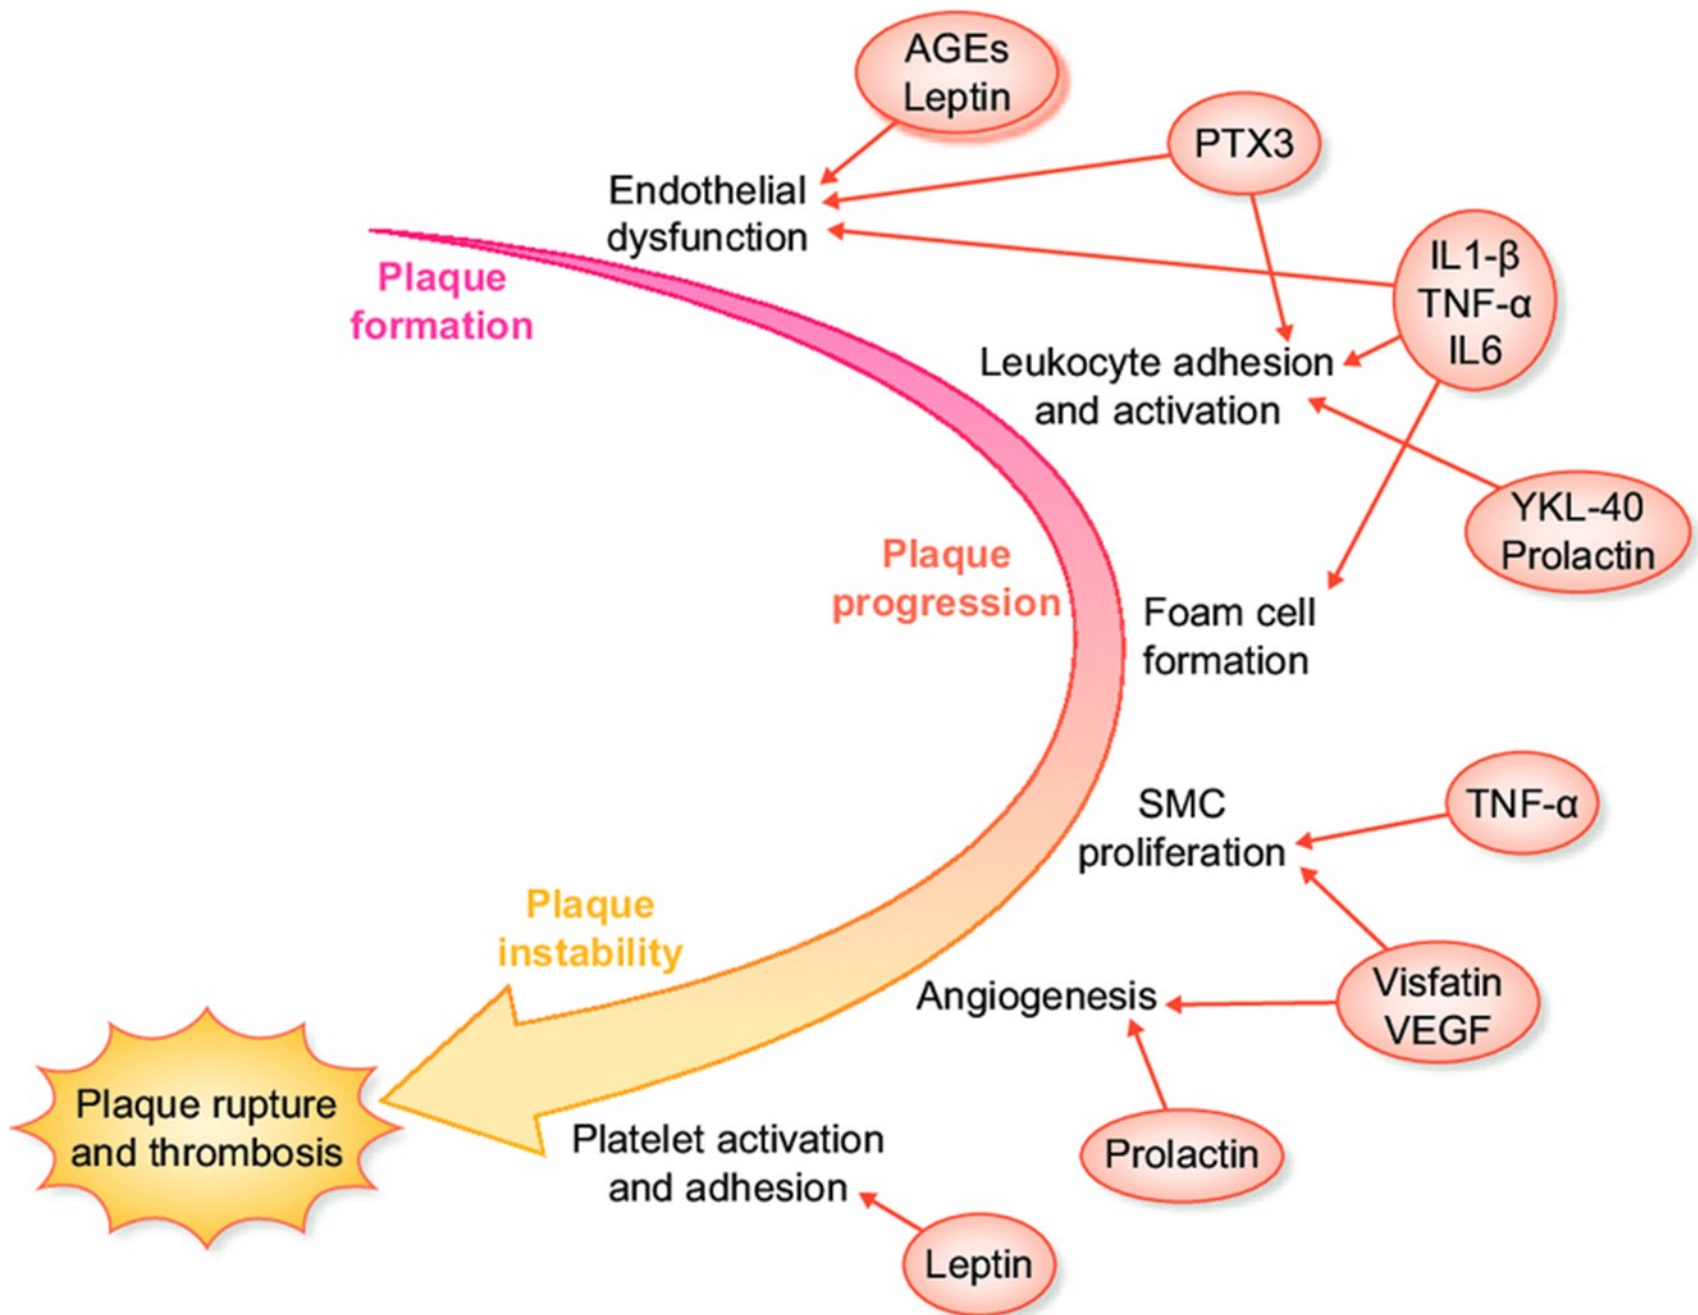 AGEs
Leptin
PTX3
Endothelial
dysfunction
Plaque
formation
IL1-β
TNF-α
IL6
Leukocyte adhesion
and activation
YKL-40
Prolactin
Plaque
progression
Foam cell
formation
SMC
proliferation
TNF-α
Plaque
instability
Angiogenesis
Visfatin
VEGF
Plaque rupture
and thrombosis
Platelet activation
and adhesion
Prolactin
Leptin